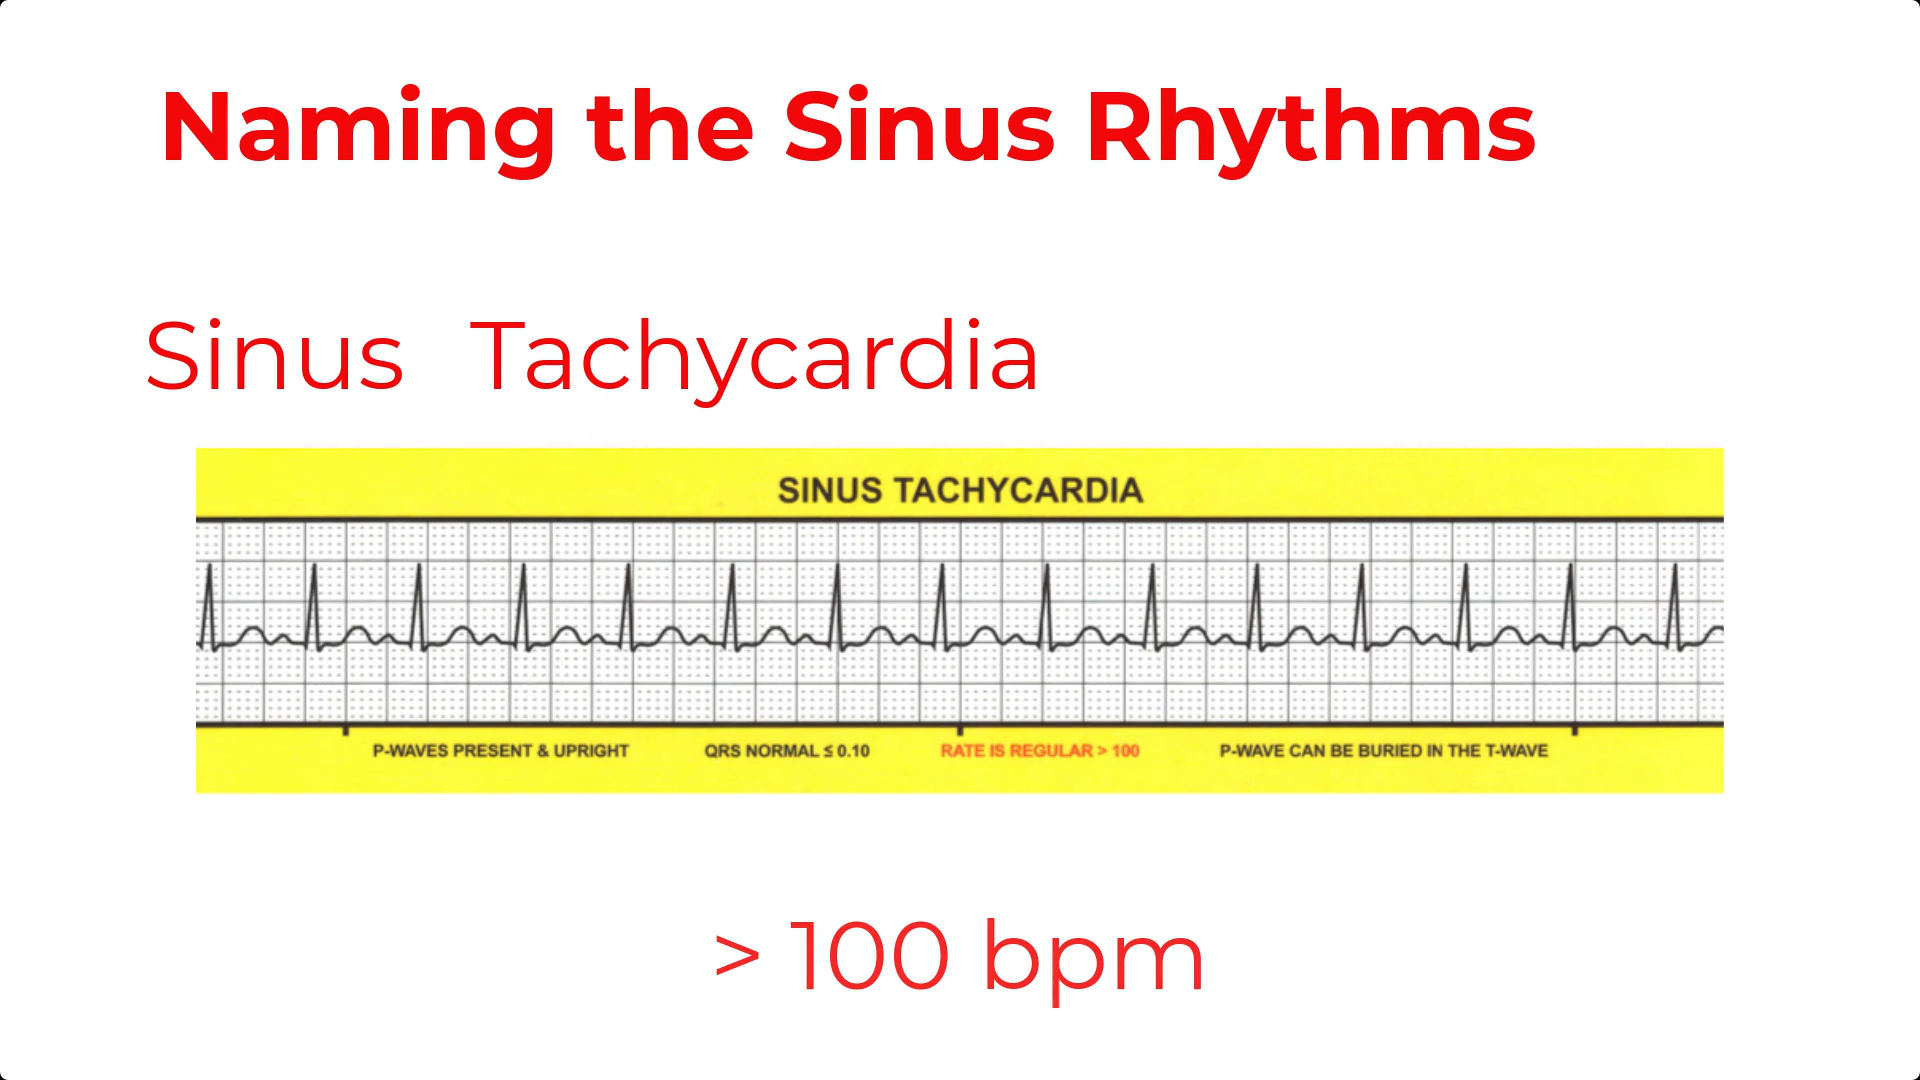 Naming the Sinus Rhythms
Sinus Tachycardia
SINUS TACHYCARDIA
P-WAVES PRESENT & UPRIGHT QRS NORMAL ≤ 0.10 RATE IS REGULAR > 100 P-WAVE CAN BE BURIED IN THE T-WAVE
> 100 bpm